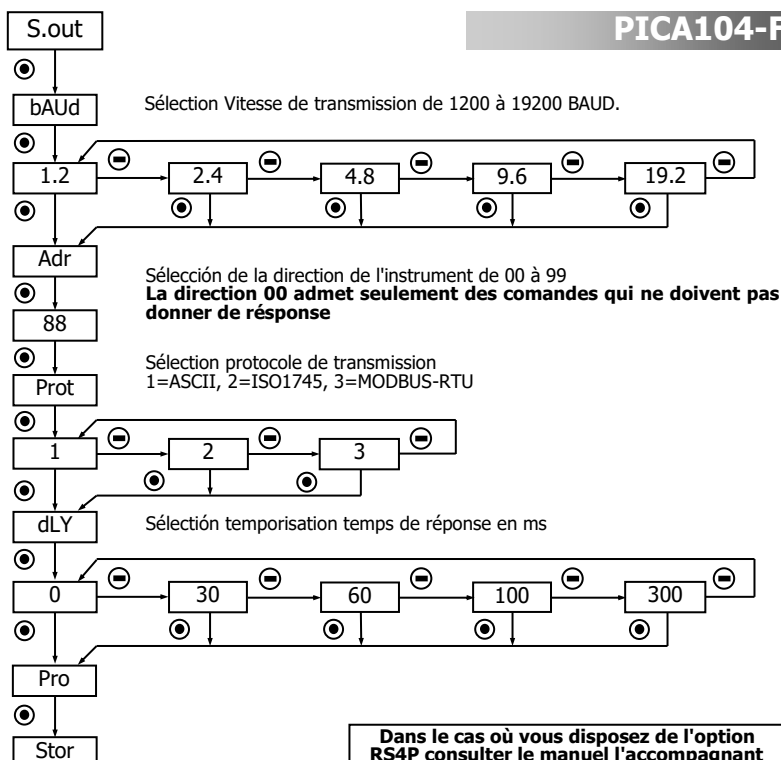 S.out
PICA104-F
bAUd
Sélection Vitesse de transmission de 1200 à 19200 BAUD.
1.2 2.4 4.8 9.6 19.2
Adr
Sélección de la direction de l'instrument de 00 à 99
La direction 00 admet seulement des comandes qui ne doivent pas
donner de résponse
88
Sélection protocole de transmission
1=ASCII, 2=ISO1745, 3=MODBUS-RTU
Prot
1 2 3
dLY
Sélectión temporisation temps de réponse en ms
0 30 60 100 300
Pro
Stor
Dans le cas où vous disposez de l'option
RS4P consulter le manuel l'accompagnant